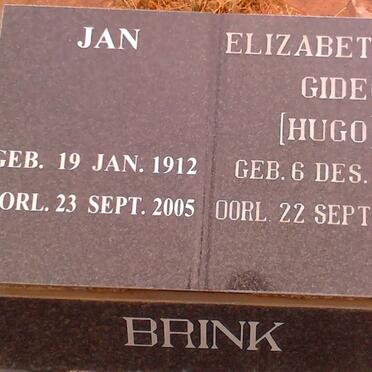 JAN
GEB. 19 JAN. 1912
OORL. 23 SEPT. 2005
ELIZABET
GIDE
[HUGO]
GEB. 6 DES.
OORL. 22 SEPT
BRINK